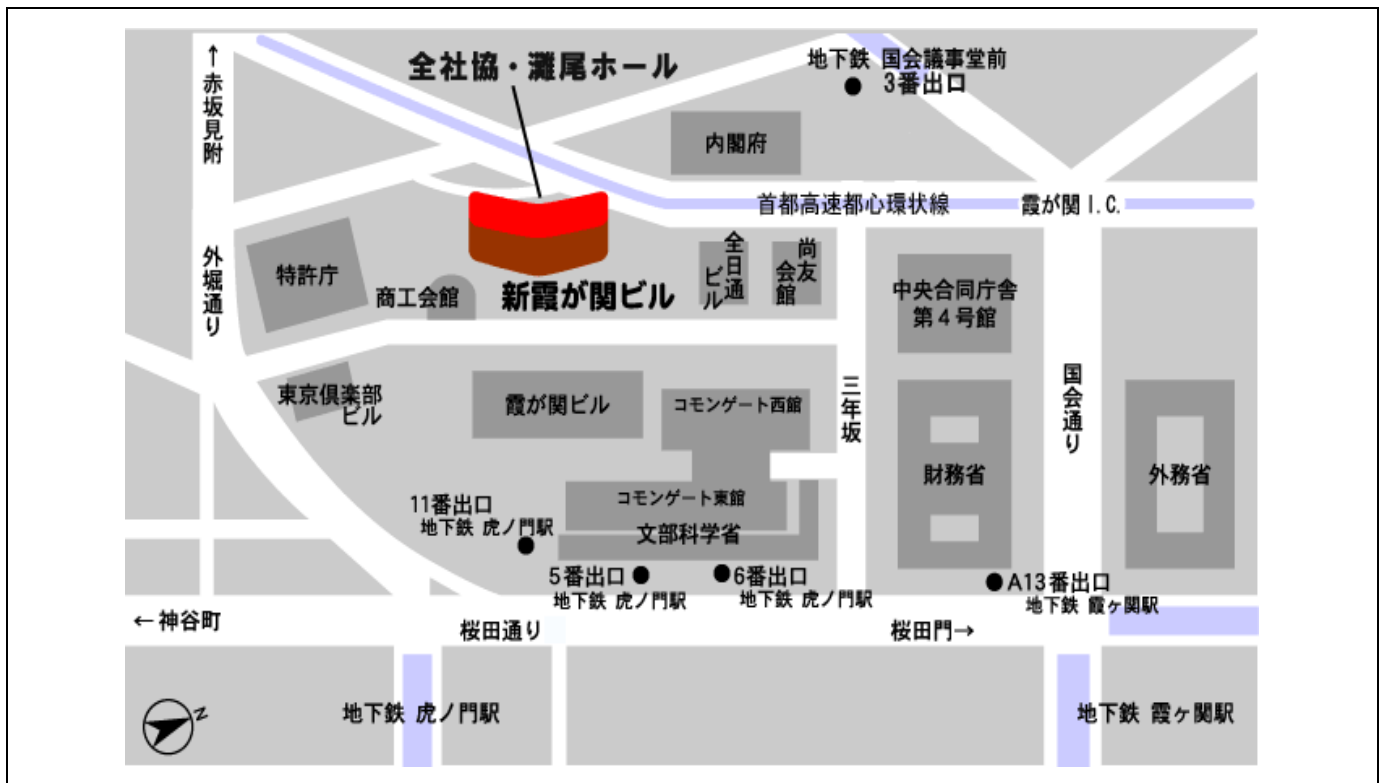 ↑赤坂見附
全社協・灘尾ホール
地下鉄 国会議事堂前
3番出口
内閣府
首都高速都心環状線
霞が関I.C.
外堀通り
特許庁
商工会館
新霞が関ビル
全日通
ビル
尚友
会館
中央合同庁舎
第4号館
東京倶楽部
ビル
霞が関ビル
コモンゲート西館
三年坂
国会通り
財務省
外務省
コモンゲート東館
文部科学省
11番出口
地下鉄 虎ノ門駅
5番出口
地下鉄 虎ノ門駅
6番出口
地下鉄 虎ノ門駅
A13番出口
地下鉄 霞ヶ関駅
←神谷町
桜田通り
桜田門→
N
地下鉄 虎ノ門駅
地下鉄 霞ヶ関駅